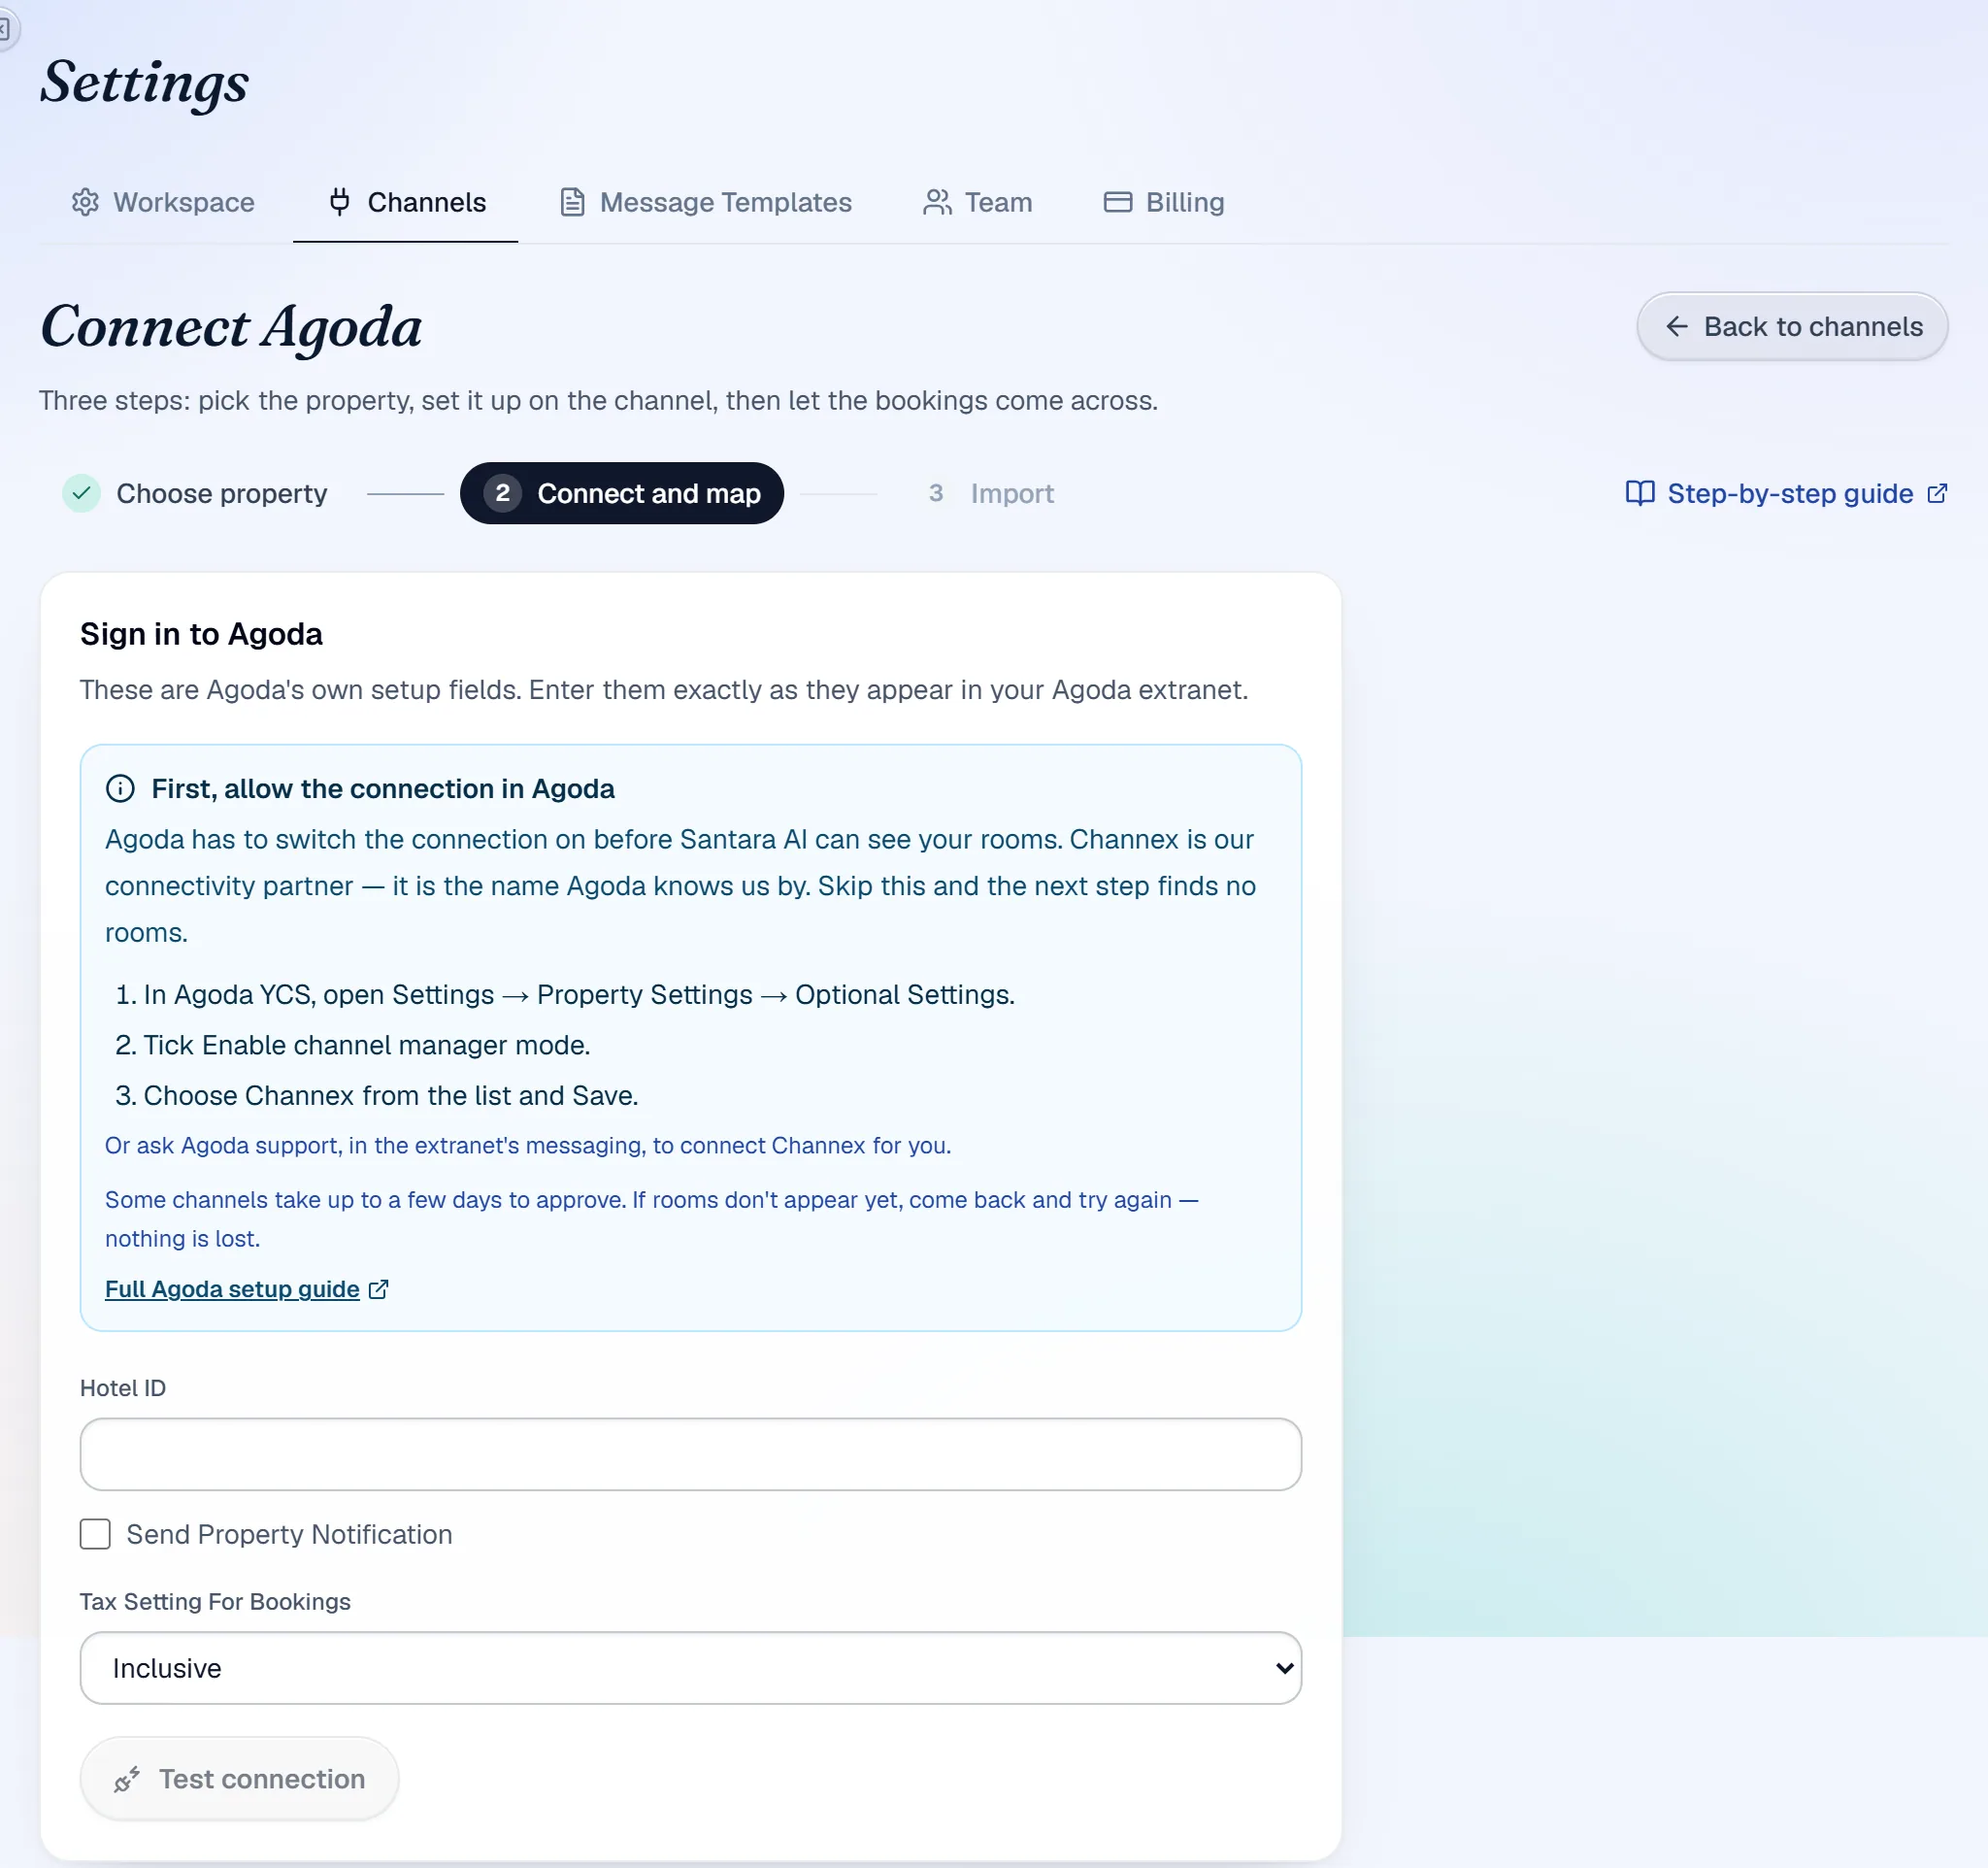 Settings
Workspace
Channels
Message Templates
Team
Billing
Connect Agoda
Back to channels
Three steps: pick the property, set it up on the channel, then let the bookings come across.
Choose property
2 Connect and map
3 Import
Step-by-step guide
Sign in to Agoda
These are Agoda's own setup fields. Enter them exactly as they appear in your Agoda extranet.
First, allow the connection in Agoda
Agoda has to switch the connection on before Santara AI can see your rooms. Channex is our
connectivity partner — it is the name Agoda knows us by. Skip this and the next step finds no
rooms.
1. In Agoda YCS, open Settings → Property Settings → Optional Settings.
2. Tick Enable channel manager mode.
3. Choose Channex from the list and Save.
Or ask Agoda support, in the extranet's messaging, to connect Channex for you.
Some channels take up to a few days to approve. If rooms don't appear yet, come back and try again —
nothing is lost.
Full Agoda setup guide
Hotel ID
Send Property Notification
Tax Setting For Bookings
Inclusive
Test connection